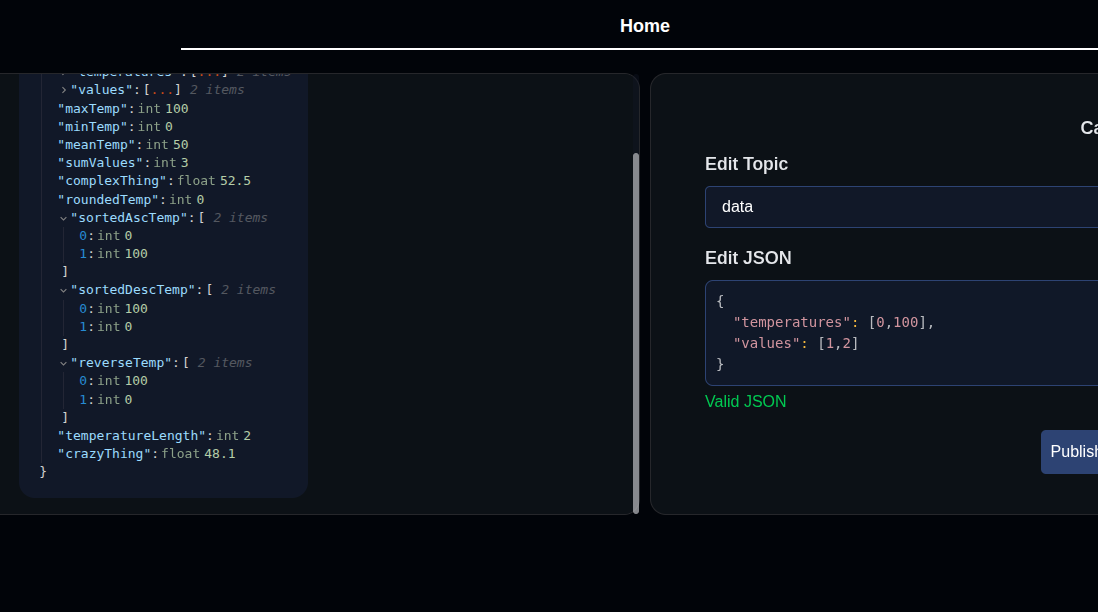 Home
"temperatures":[...] 2 items
"values":[...] 2 items
"maxTemp":int 100
"minTemp":int 0
"meanTemp":int 50
"sumValues":int 3
"complexThing":float 52.5
"roundedTemp":int 0
"sortedAscTemp":[ 2 items
0:int 0
1:int 100
]
"sortedDescTemp":[ 2 items
0:int 100
1:int 0
]
"reverseTemp":[ 2 items
0:int 100
1:int 0
]
"temperatureLength":int 2
"crazyThing":float 48.1
}
Ca
Edit Topic
data
Edit JSON
{
"temperatures": [0,100],
"values": [1,2]
}
Valid JSON
Publish